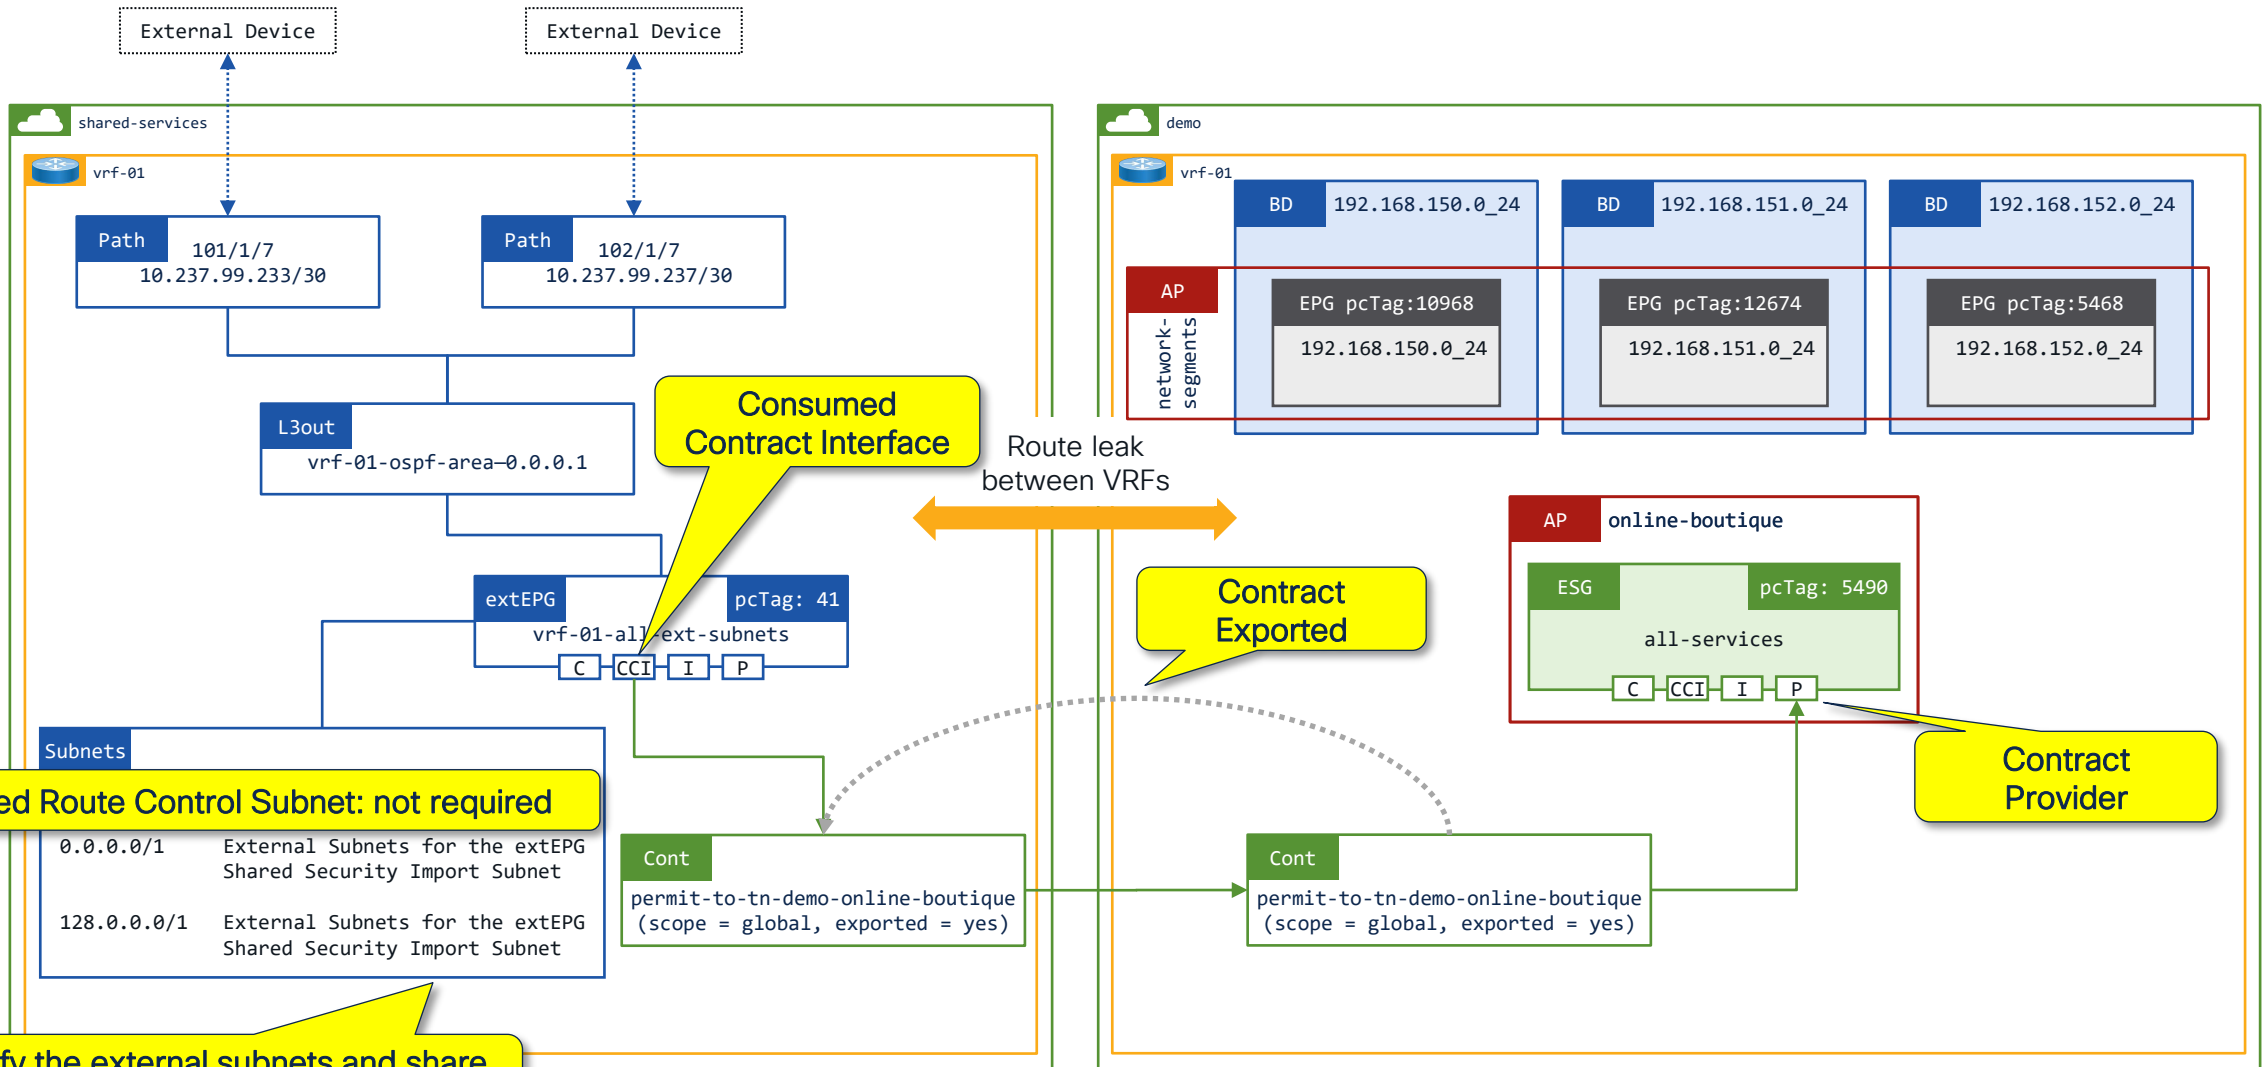 External Device
External Device
shared-services
demo
vrf-01
vrf-01
Path
101/1/7
10.237.99.233/30
Path
102/1/7
10.237.99.237/30
BD
192.168.150.0_24
BD
192.168.151.0_24
BD
192.168.152.0_24
AP
network-
segments
EPG pcTag:10968
192.168.150.0_24
EPG pcTag:12674
192.168.151.0_24
EPG pcTag:5468
192.168.152.0_24
L3out
vrf-01-ospf-area—0.0.0.1
Consumed
Contract Interface
Route leak
between VRFs
AP
online-boutique
ESG
pcTag: 5490
all-services
C
CCI
I
P
extEPG
pcTag: 41
vrf-01-all-ext-subnets
C
CCI
I
P
Contract
Exported
Contract
Provider
Subnets
Route Control Subnet: not required
0.0.0.0/1
External Subnets for the extEPG
Shared Security Import Subnet
128.0.0.0/1
External Subnets for the extEPG
Shared Security Import Subnet
Cont
permit-to-tn-demo-online-boutique
(scope = global, exported = yes)
Cont
permit-to-tn-demo-online-boutique
(scope = global, exported = yes)
the external subnets and share